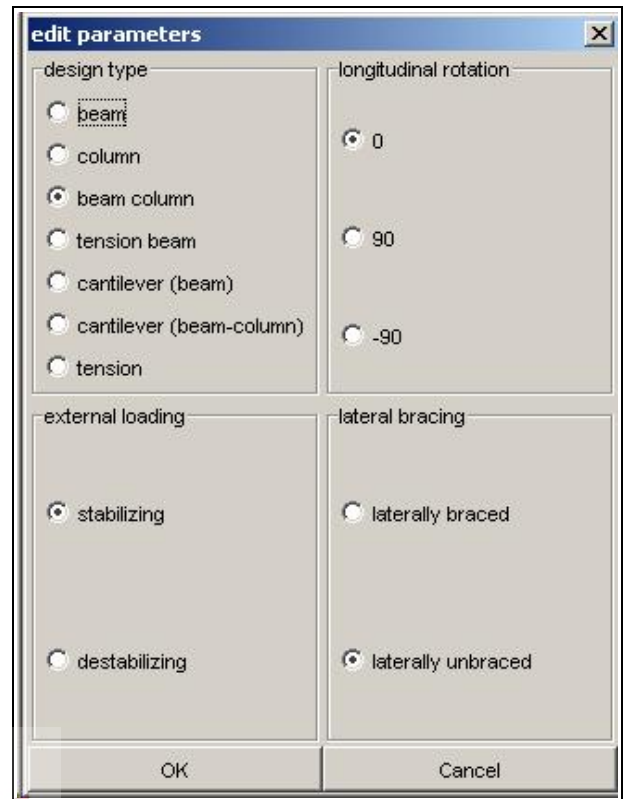 edit parameters
design type
beam
column
beam column
tension beam
cantilever (beam)
cantilever (beam-column)
tension
longitudinal rotation
0
90
-90
external loading
stabilizing
destabilizing
lateral bracing
laterally braced
laterally unbraced
OK
Cancel